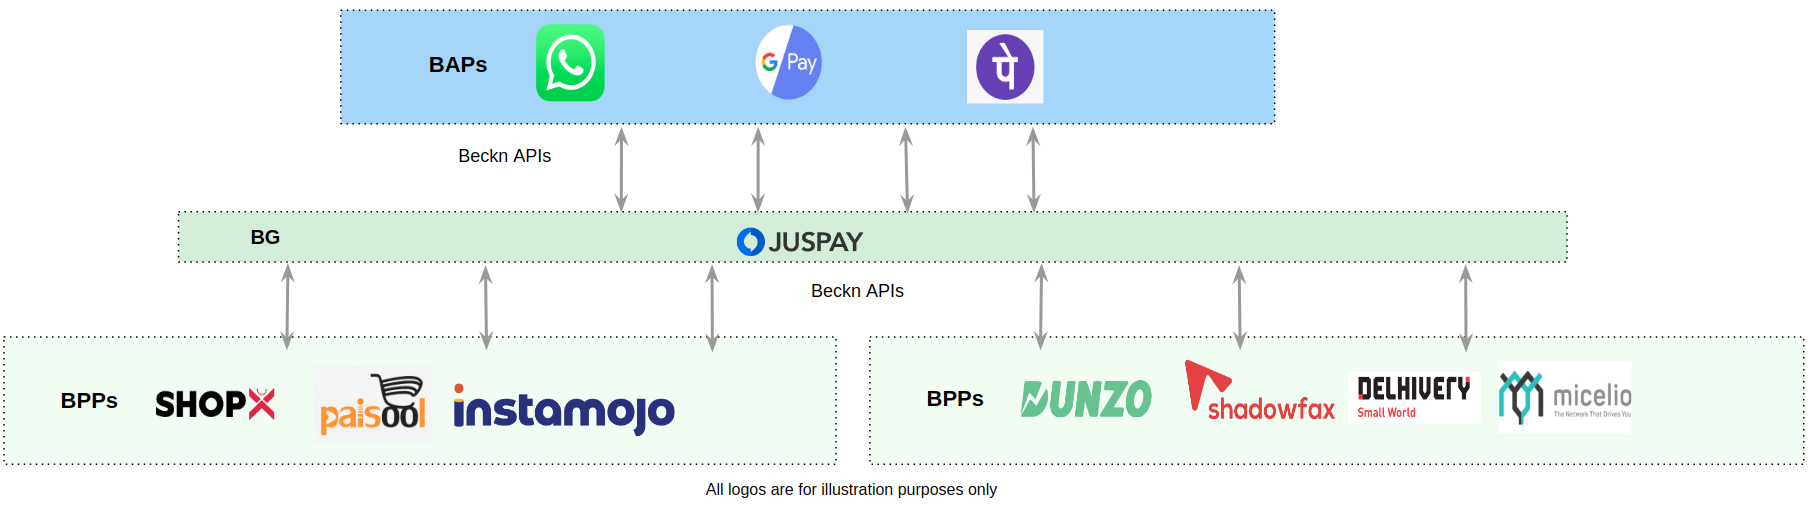 BAPs
G Pay
पे
Beckn APIs
BG
JUSPAY
Beckn APIs
BPPs
SHOPX
paisool
instamojo
BPPs
DUNZO
shadowfax
DELHIVERY
Small World
micelio
The Network That Drives You
All logos are for illustration purposes only